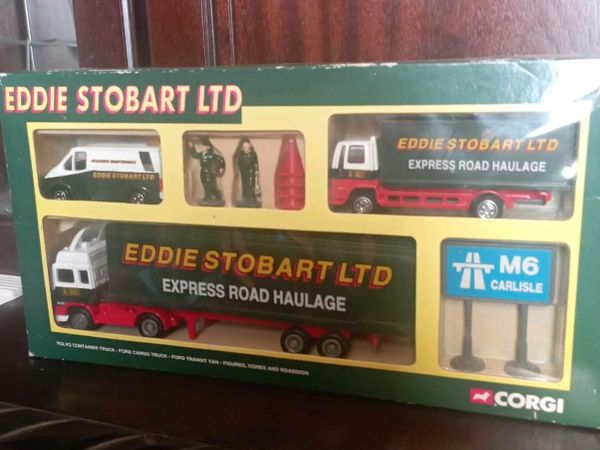 EDDIE STOBART LTD
EDDIE STOBART LTD
EDDIE STOBART LTD
EXPRESS ROAD HAULAGE
EDDIE STOBART LTD
EXPRESS ROAD HAULAGE
M6
CARLISLE
VOLVO CONTAINER TRUCK - FORD CARGO TRUCK - FORD TRANSIT VAN - FIGURES, CONES AND ROADSIGN
CORGI